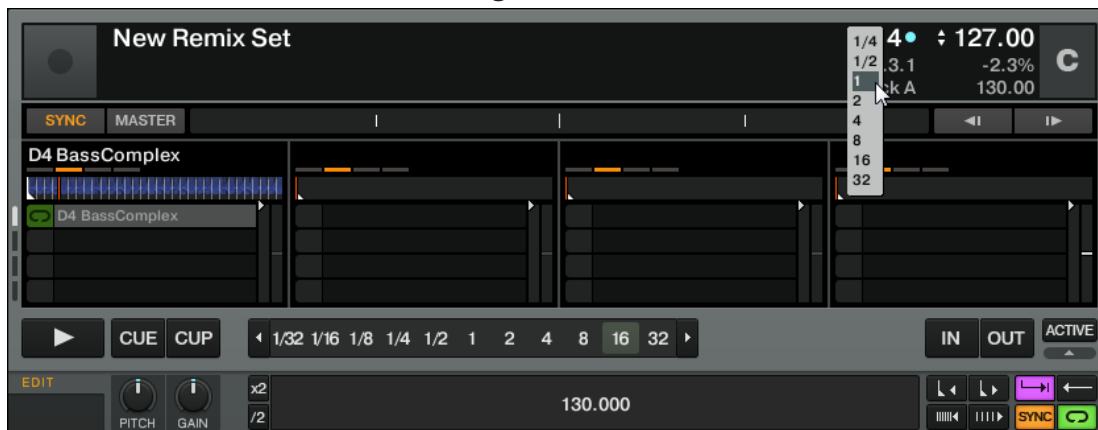 New Remix Set
1/4
1/2
1
2
4
8
16
32
4
127.00
.3.1
-2.3%
ck A
130.00
C
SYNC MASTER
D4 BassComplex
D4 BassComplex
CUE CUP 1/32 1/16 1/8 1/4 1/2 1 2 4 8 16 32 IN OUT ACTIVE
EDIT
x2
/2
130.000
PITCH GAIN
SYNC